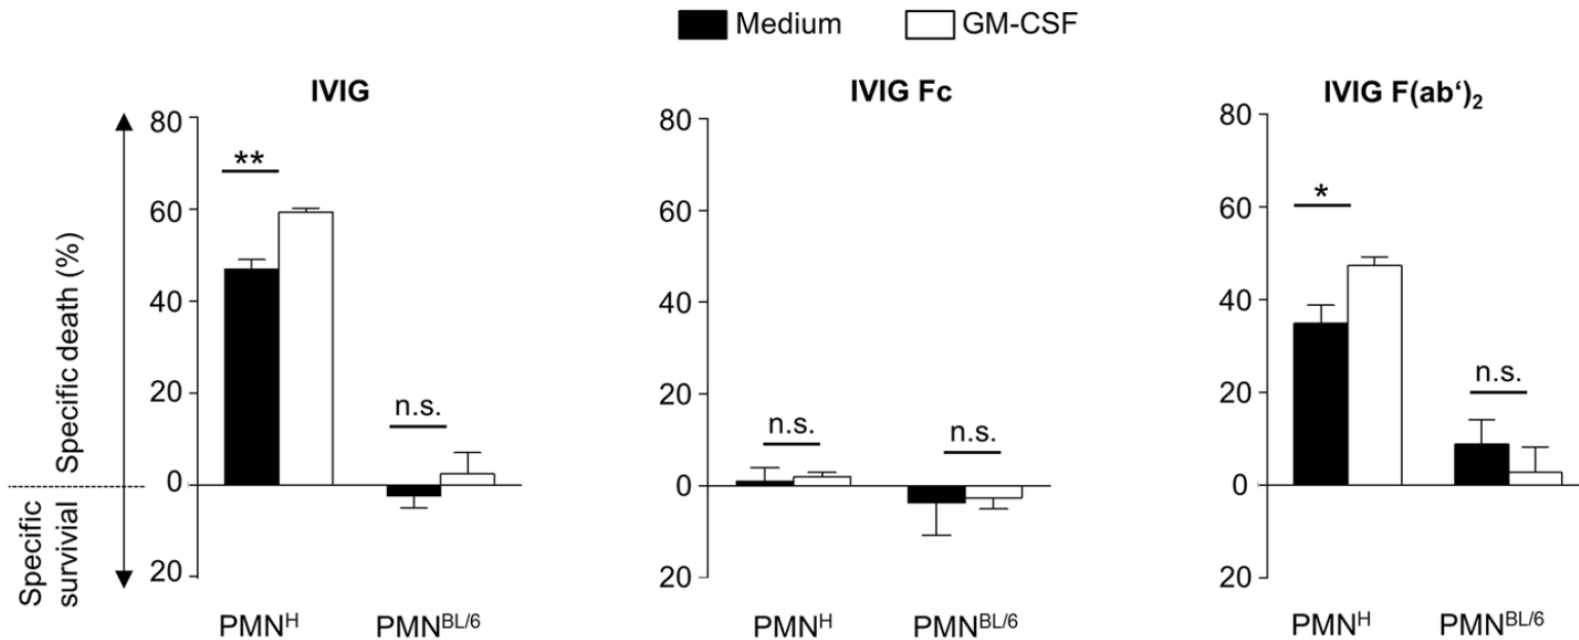 Medium GM-CSF
IVIG
IVIG Fc
IVIG F(ab‘)₂
Specific death (%)
Specific
survivial
80
60
40
20
0
20
**
n.s.
PMNᴴ PMNᴮᴸ/⁶
80
60
40
20
0
20
n.s.
n.s.
PMNᴴ PMNᴮᴸ/⁶
80
60
40
20
0
20
*
n.s.
PMNᴴ PMNᴮᴸ/⁶